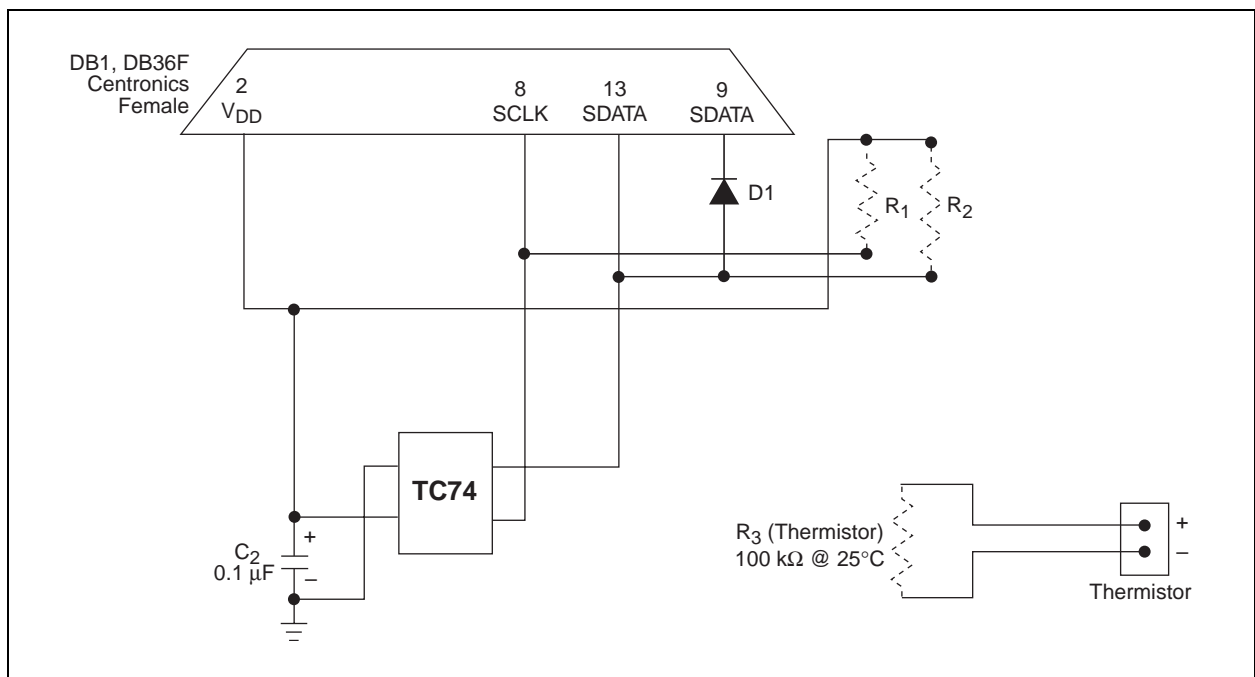 DB1, DB36F
Centronics
Female
2
VDD
8
SCLK
13
SDATA
9
SDATA
D1
R1
R2
TC74
+
C2
0.1 µF
–
R3 (Thermistor)
100 kΩ @ 25°C
+
–
Thermistor